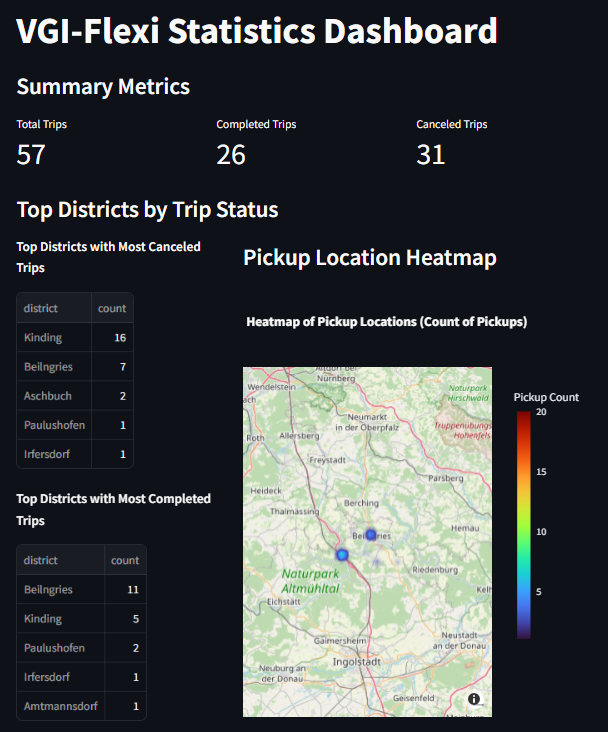 VGI-Flexi Statistics Dashboard
Summary Metrics
Total Trips
57
Completed Trips
26
Canceled Trips
31
Top Districts by Trip Status
Top Districts with Most Canceled
Trips
district count
Kinding 16
Beilngries 7
Aschbuch 2
Paulushofen 1
Irfersdorf 1
Top Districts with Most Completed
Trips
district count
Beilngries 11
Kinding 5
Paulushofen 2
Irfersdorf 1
Amtmannsdorf 1
Pickup Location Heatmap
Heatmap of Pickup Locations (Count of Pickups)
Altdorf bei
Nürnberg
Wendelstein
ach
Naturpark
Hirschwald
Neumarkt
in der Oberpfalz
Truppenübungs
Hohenfels
Roth
Allersberg
Freystadt
Parsberg
Heideck
Berching
Thalmassing
Hemau
Beilngries
Riedenburg
Naturpark
Altmühltal
Kelh
Eichstätt
Gaimersheim
Neustadt
an der Donau
Ingolstadt
Neuburg an
der Donau
Geisenfeld
Pickup Count
20
15
10
5